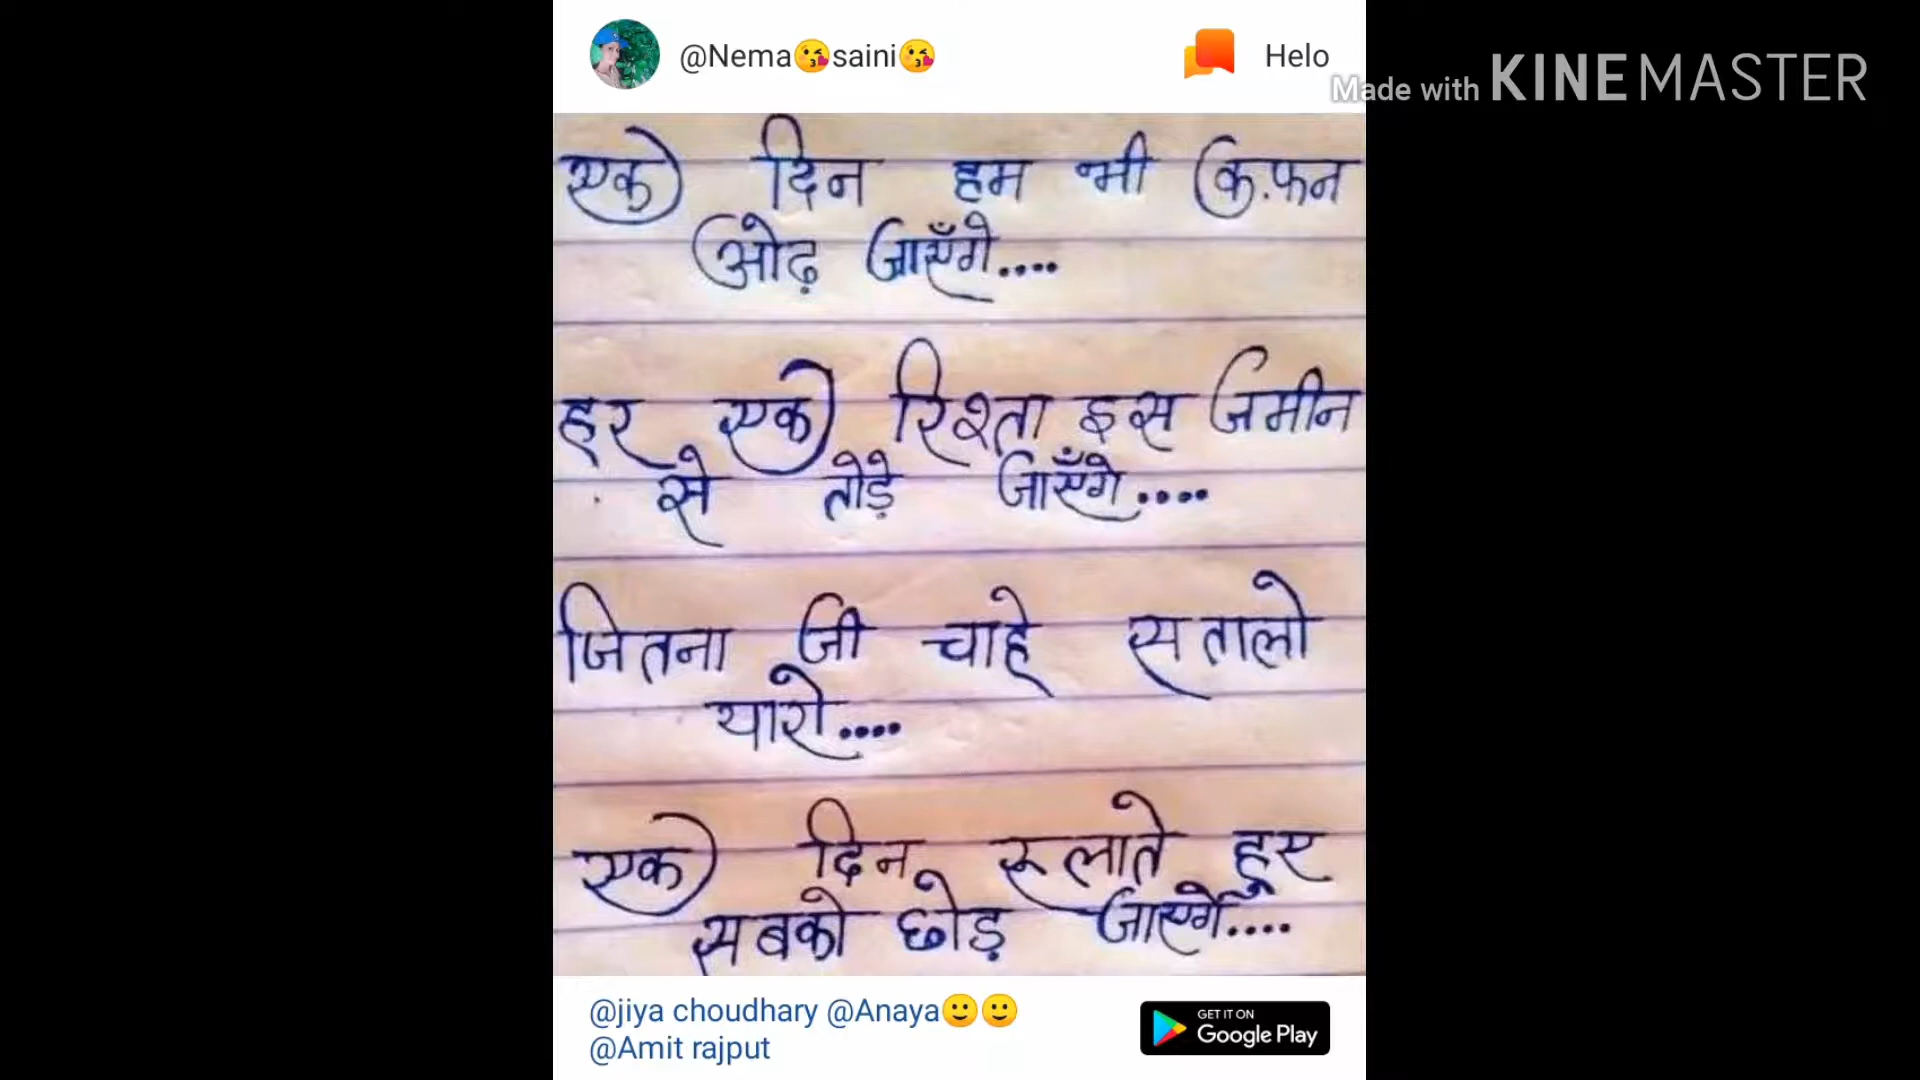 @Nema😘saini😘
Helo
Made with KINEMASTER
एक दिन हम भी कफन
ओढ़ जाएँगे....
हर एक रिश्ता इस जमीन
से तोड़े जाएँगे....
जितना जी चाहे सतालो
यारो....
एक दिन रूलाते हुए
सबको छोड़ जाएगें....
@jiya choudhary @Anaya🙂🙂
@Amit rajput
GET IT ON
Google Play